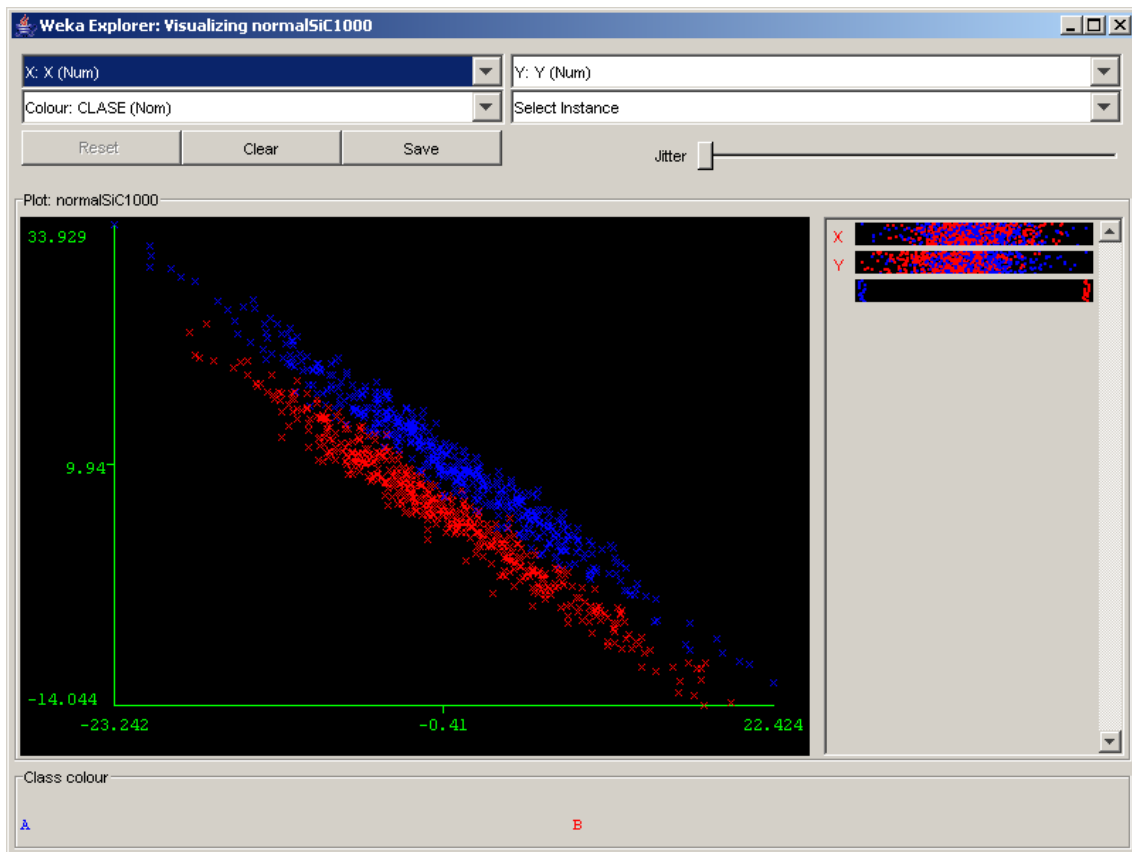 Weka Explorer: Visualizing normalSiC1000
X: X (Num) Y: Y (Num)
Colour: CLASE (Nom) Select Instance
Reset Clear Save Jitter
Plot: normalSiC1000
33.929
9.94
-14.044
-23.242 -0.41 22.424
X
Y
Class colour
A B